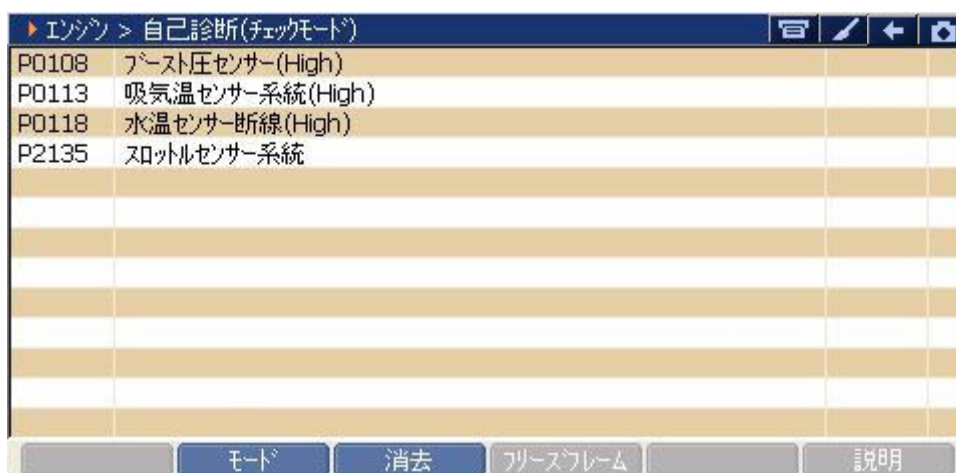 エンジン > 自己診断(チェックモード)
P0108 ブースト圧センサー(High)
P0113 吸気温センサー系統(High)
P0118 水温センサー断線(High)
P2135 スロットルセンサー系統
モード 消去 フリーズフレーム 説明